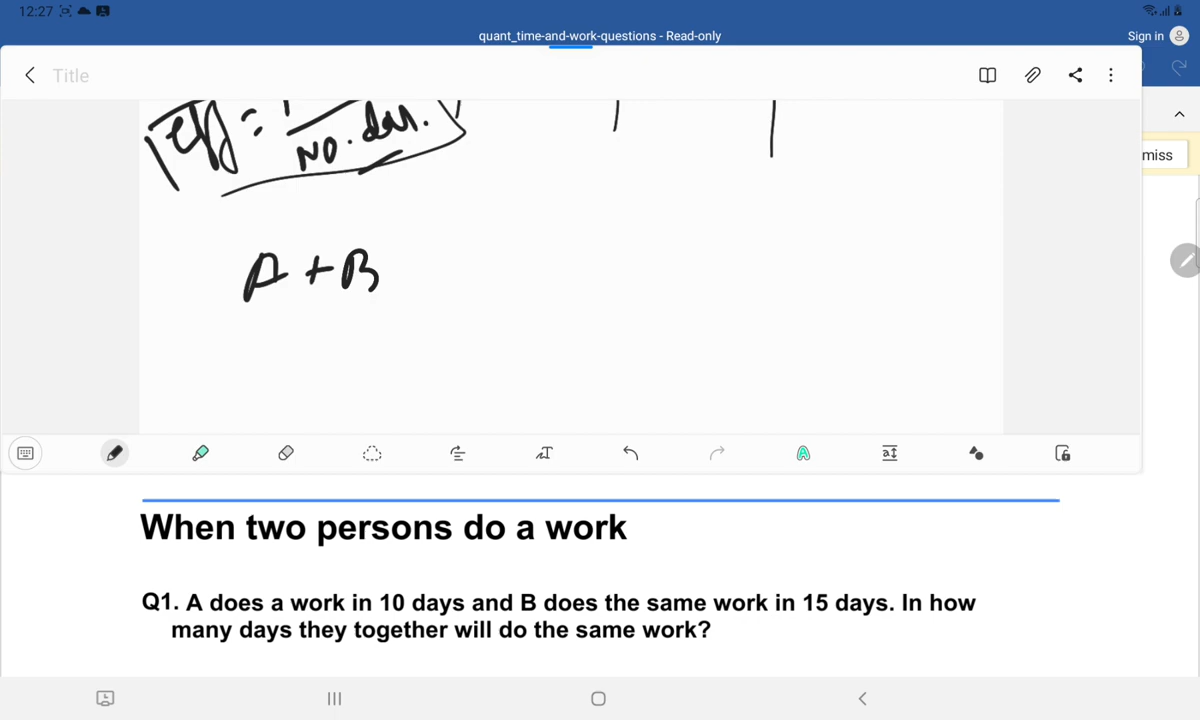 12:27
quant_time-and-work-questions - Read-only
Sign in
Title
eff = 
NO. day.
miss
A + B
When two persons do a work
Q1. A does a work in 10 days and B does the same work in 15 days. In how
many days they together will do the same work?